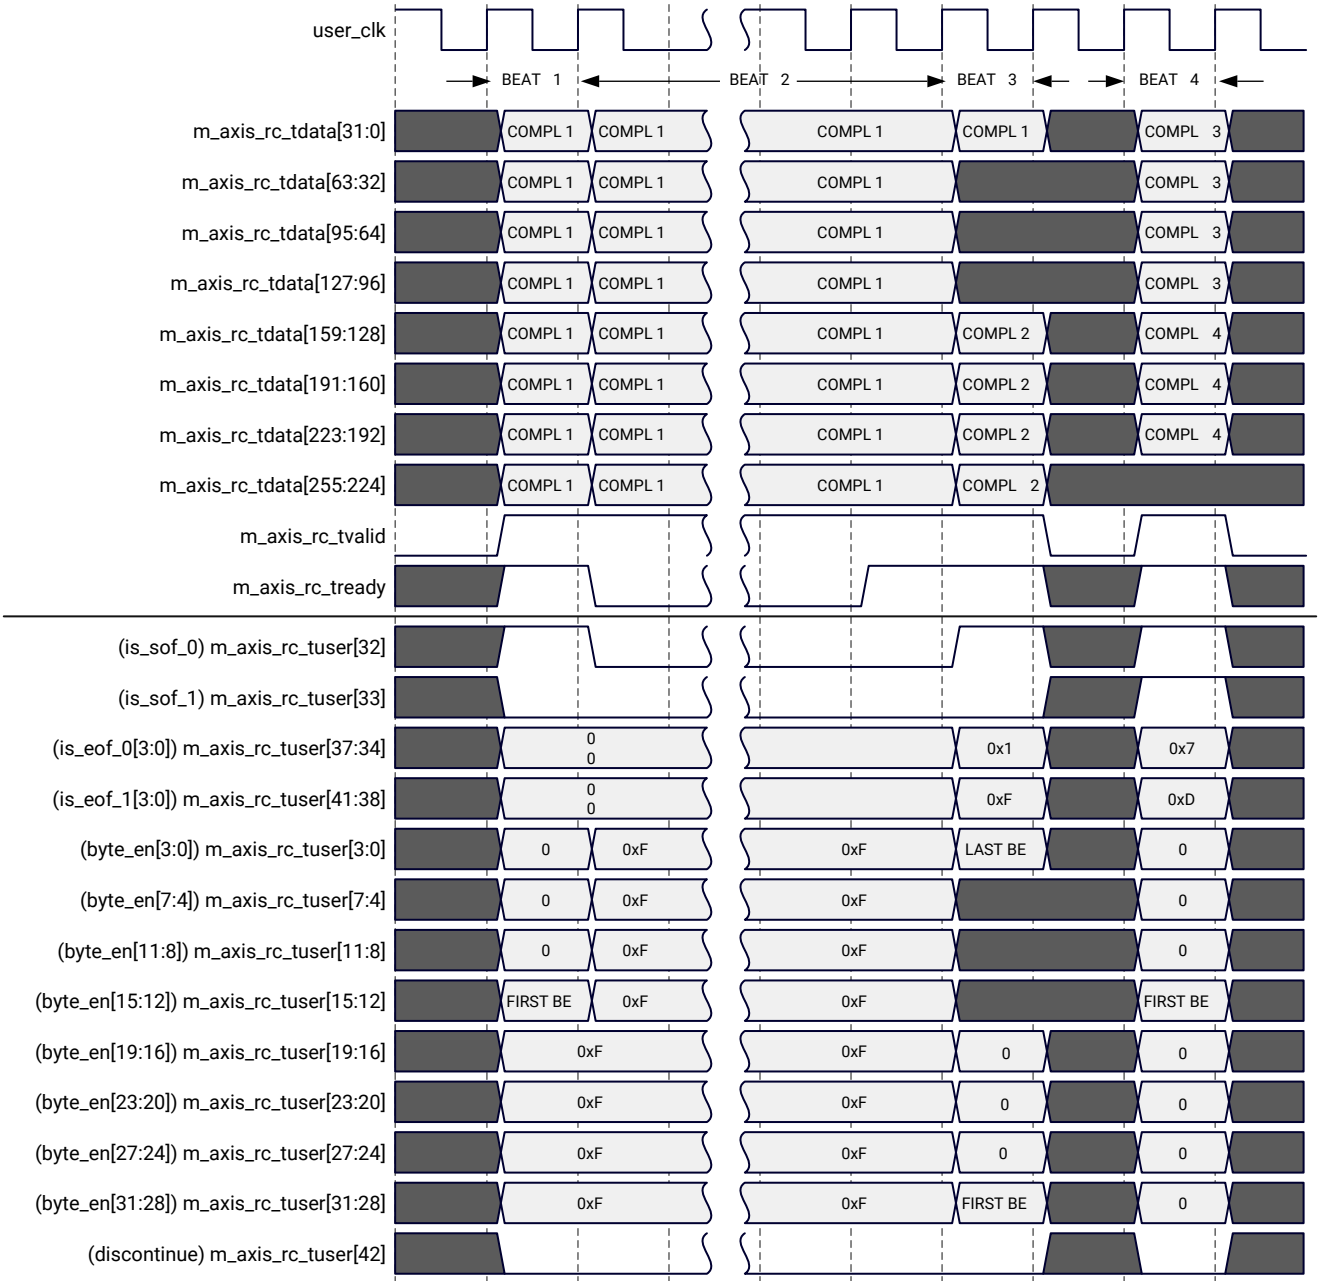 user_clk
BEAT 1 BEAT 2 BEAT 3 BEAT 4
m_axis_rc_tdata[31:0] COMPL 1 COMPL 1 COMPL 1 COMPL 1 COMPL 3
m_axis_rc_tdata[63:32] COMPL 1 COMPL 1 COMPL 1 COMPL 3
m_axis_rc_tdata[95:64] COMPL 1 COMPL 1 COMPL 1 COMPL 3
m_axis_rc_tdata[127:96] COMPL 1 COMPL 1 COMPL 1 COMPL 3
m_axis_rc_tdata[159:128] COMPL 1 COMPL 1 COMPL 1 COMPL 2 COMPL 4
m_axis_rc_tdata[191:160] COMPL 1 COMPL 1 COMPL 1 COMPL 2 COMPL 4
m_axis_rc_tdata[223:192] COMPL 1 COMPL 1 COMPL 1 COMPL 2 COMPL 4
m_axis_rc_tdata[255:224] COMPL 1 COMPL 1 COMPL 1 COMPL 2
m_axis_rc_tvalid
m_axis_rc_tready
(is_sof_0) m_axis_rc_tuser[32]
(is_sof_1) m_axis_rc_tuser[33]
0
(is_eof_0[3:0]) m_axis_rc_tuser[37:34] 0x1 0x7
0
0
(is_eof_1[3:0]) m_axis_rc_tuser[41:38] 0xF 0xD
0
(byte_en[3:0]) m_axis_rc_tuser[3:0] 0 0xF 0xF LAST BE 0
(byte_en[7:4]) m_axis_rc_tuser[7:4] 0 0xF 0xF 0
(byte_en[11:8]) m_axis_rc_tuser[11:8] 0 0xF 0xF 0
(byte_en[15:12]) m_axis_rc_tuser[15:12] FIRST BE 0xF 0xF FIRST BE
(byte_en[19:16]) m_axis_rc_tuser[19:16] 0xF 0xF 0 0
(byte_en[23:20]) m_axis_rc_tuser[23:20] 0xF 0xF 0 0
(byte_en[27:24]) m_axis_rc_tuser[27:24] 0xF 0xF 0 0
(byte_en[31:28]) m_axis_rc_tuser[31:28] 0xF 0xF FIRST BE 0
(discontinue) m_axis_rc_tuser[42]